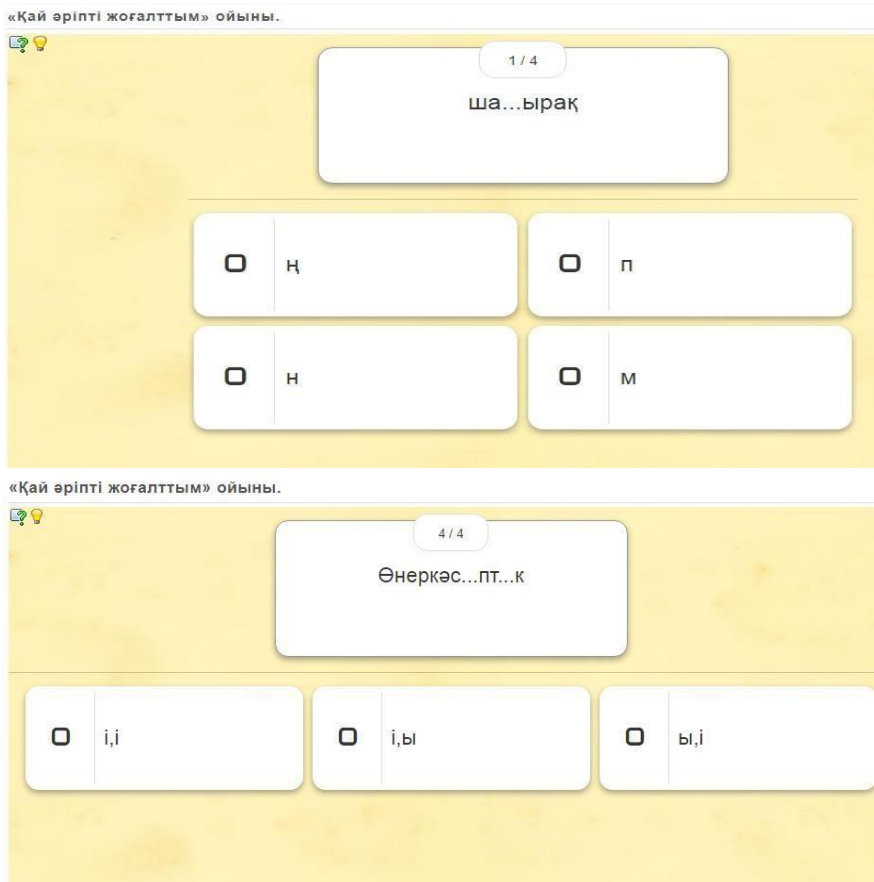 «Қай әріпті жоғалттым» ойыны.
1 / 4
ша...ырақ
ң
п
н
м
«Қай әріпті жоғалттым» ойыны.
4 / 4
Өнеркәс...пт...к
і,і
і,ы
ы,і